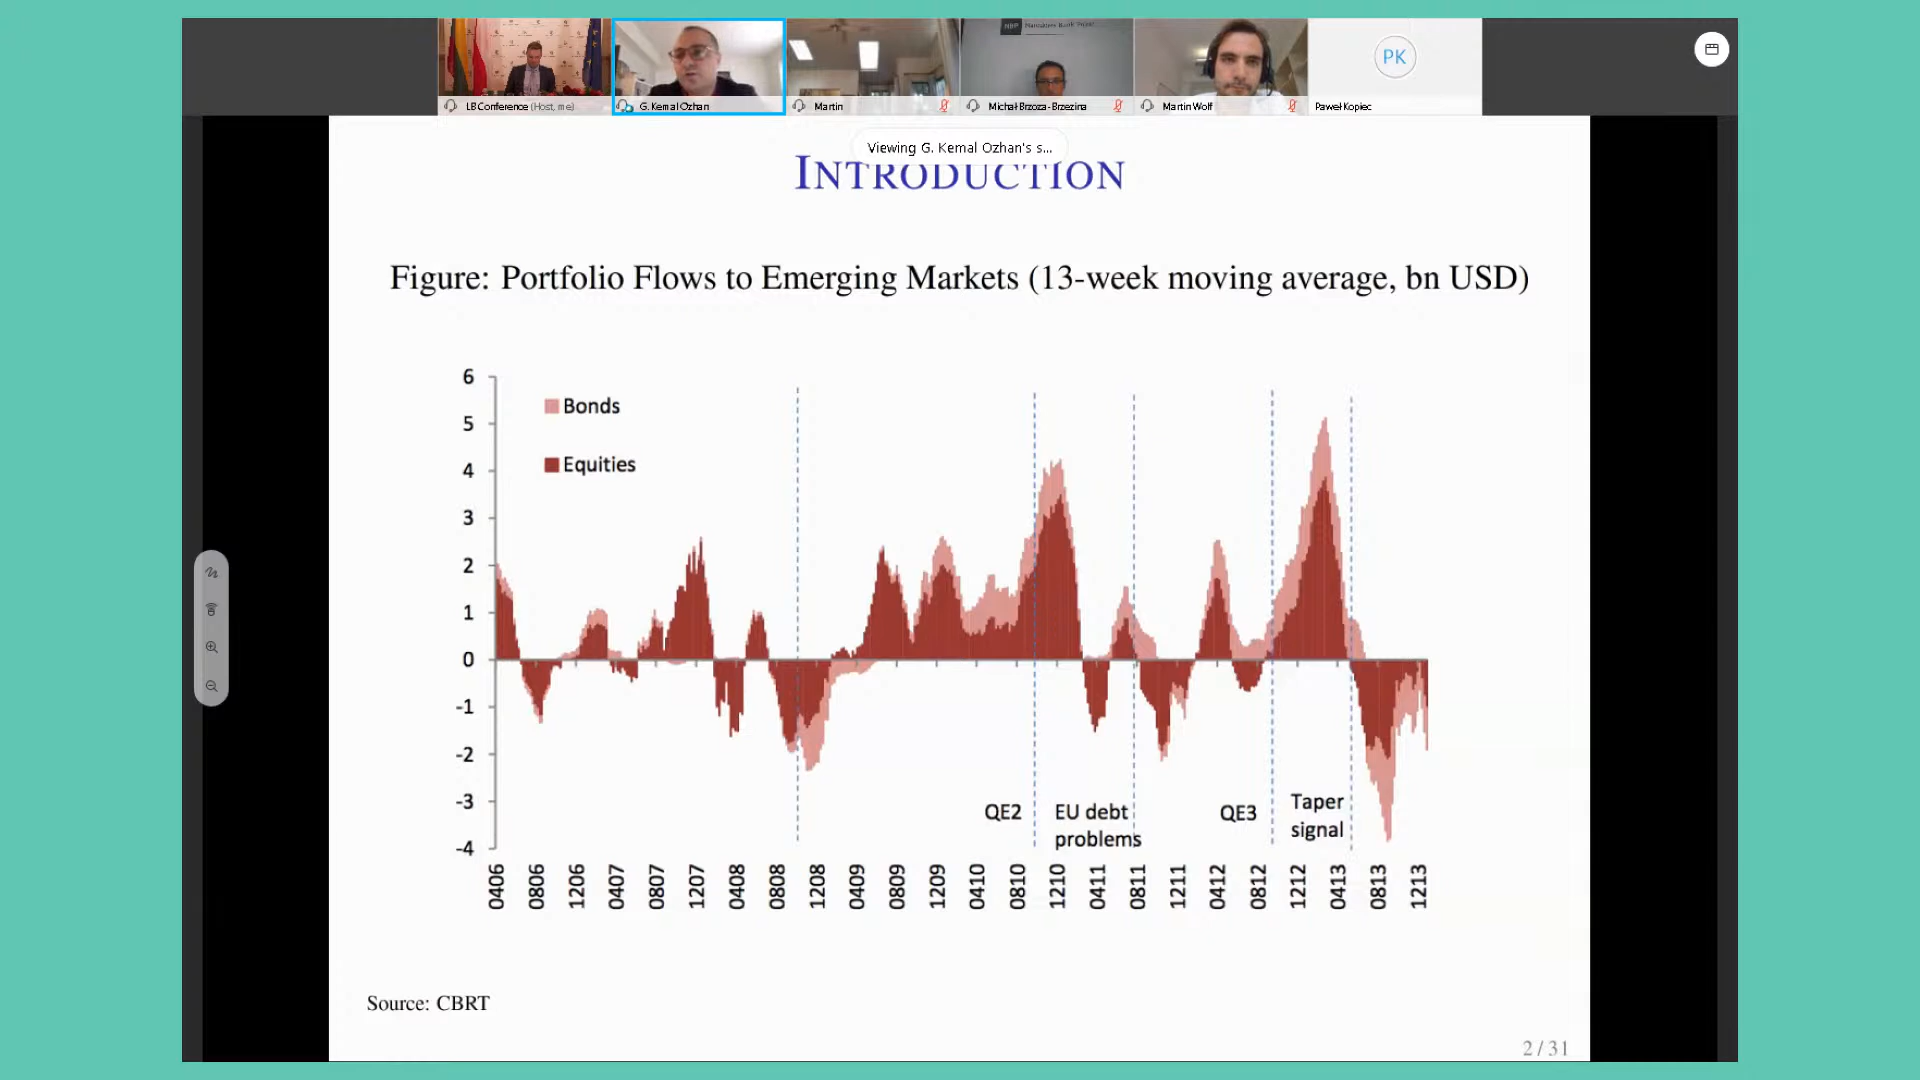 LB Conference (Host, me)
G. Kemal Ozhan
Martin
Michał Brzoza-Brzezina
Martin Wolf
PK
Paweł Kopiec
NBP Narodowy Bank Polski
Viewing G. Kemal Ozhan's s...
INTRODUCTION
Figure: Portfolio Flows to Emerging Markets (13-week moving average, bn USD)
6
5
4
3
2
1
0
-1
-2
-3
-4
Bonds
Equities
QE2
EU debt
problems
QE3
Taper
signal
0406
0806
1206
0407
0807
1207
0408
0808
1208
0409
0809
1209
0410
0810
1210
0411
0811
1211
0412
0812
1212
0413
0813
1213
Source: CBRT
2 / 31